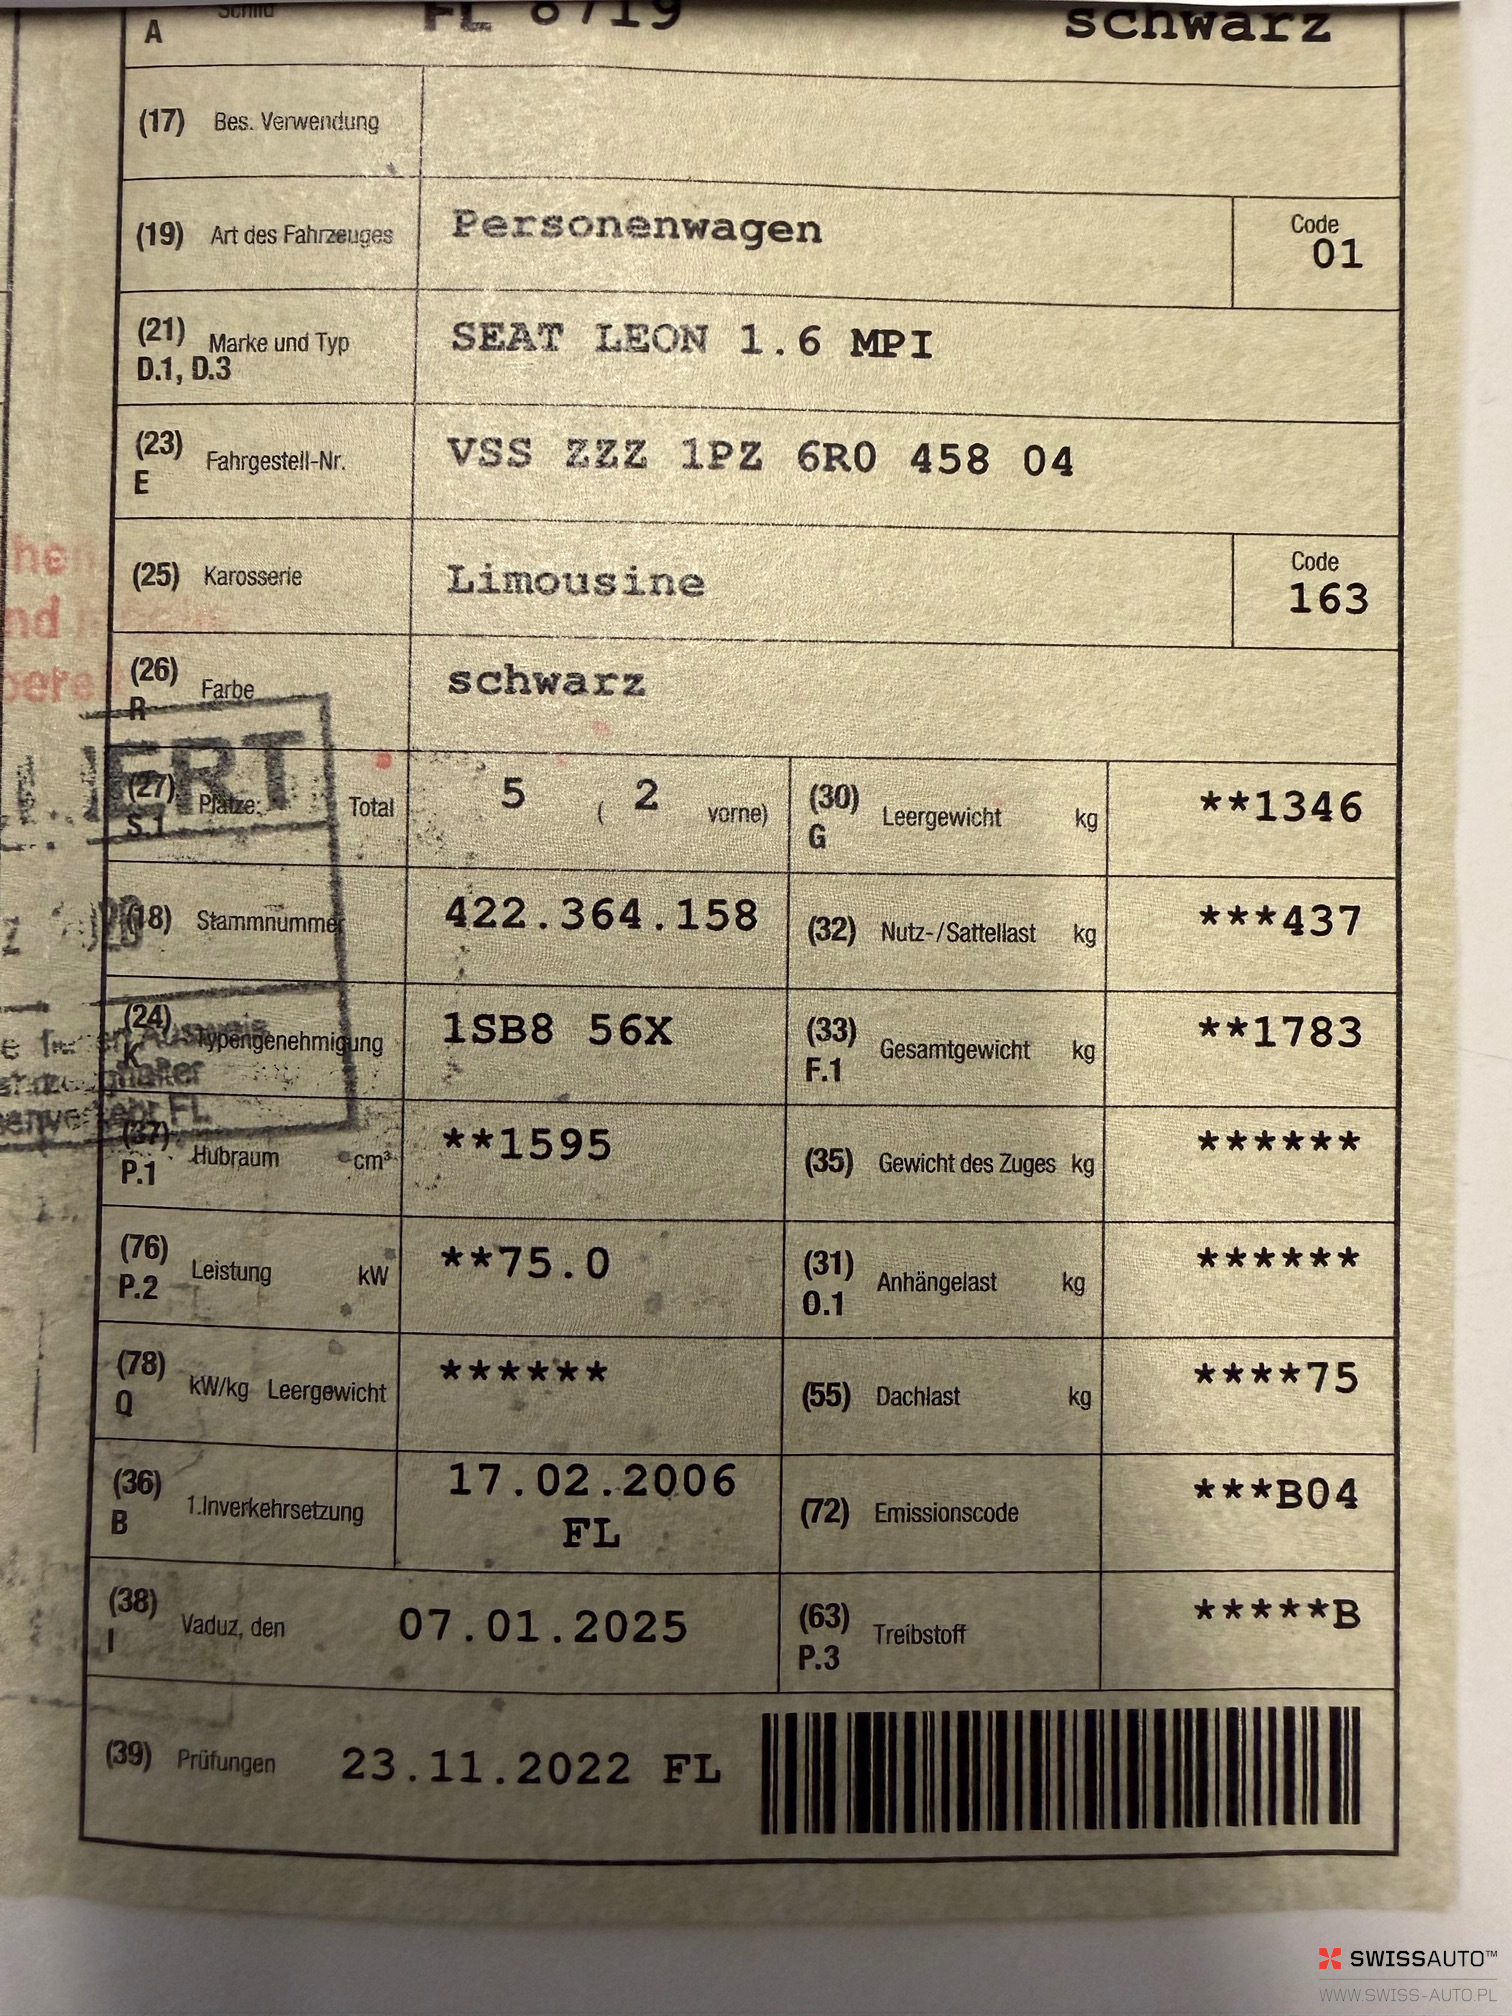 A Schild FL 8719 schwarz
(17) Bes. Verwendung
(19) Art des Fahrzeuges Personenwagen Code 01
(21) Marke und Typ SEAT LEON 1.6 MPI
D.1, D.3
(23) Fahrgestell-Nr. VSS ZZZ 1PZ 6R0 458 04
E
(25) Karosserie Limousine Code 163
(26) Farbe schwarz
R
(27) Plätze: Total 5 ( 2 vorne) (30) Leergewicht kg **1346
S.1 G
(18) Stammnummer 422.364.158 (32) Nutz-/Sattellast kg ***437
(24) Typengenehmigung 1SB8 56X (33) Gesamtgewicht kg **1783
K F.1
(37) Hubraum cm³ **1595 (35) Gewicht des Zuges kg ******
P.1
(76) Leistung kW **75.0 (31) Anhängelast kg ******
P.2 O.1
(78) kW/kg Leergewicht ****** (55) Dachlast kg ****75
Q
(36) 1.Inverkehrsetzung 17.02.2006 (72) Emissionscode ***B04
B FL
(38) Vaduz, den 07.01.2025 (63) Treibstoff *****B
I P.3
(39) Prüfungen 23.11.2022 FL
Ausweis
FL
SWISSAUTO™
WWW.SWISS-AUTO.PL